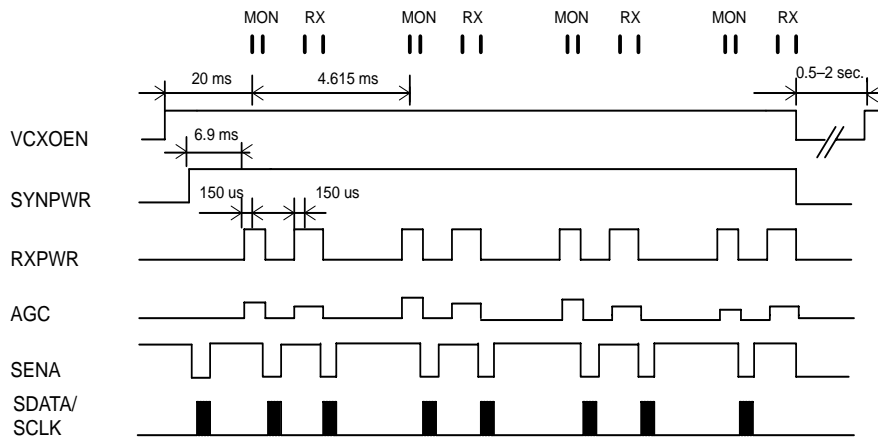 MON RX MON RX MON RX MON RX
20 ms 4.615 ms 0.5–2 sec.
VCXOEN
6.9 ms
SYNPWR
150 us 150 us
RXPWR
AGC
SENA
SDATA/
SCLK